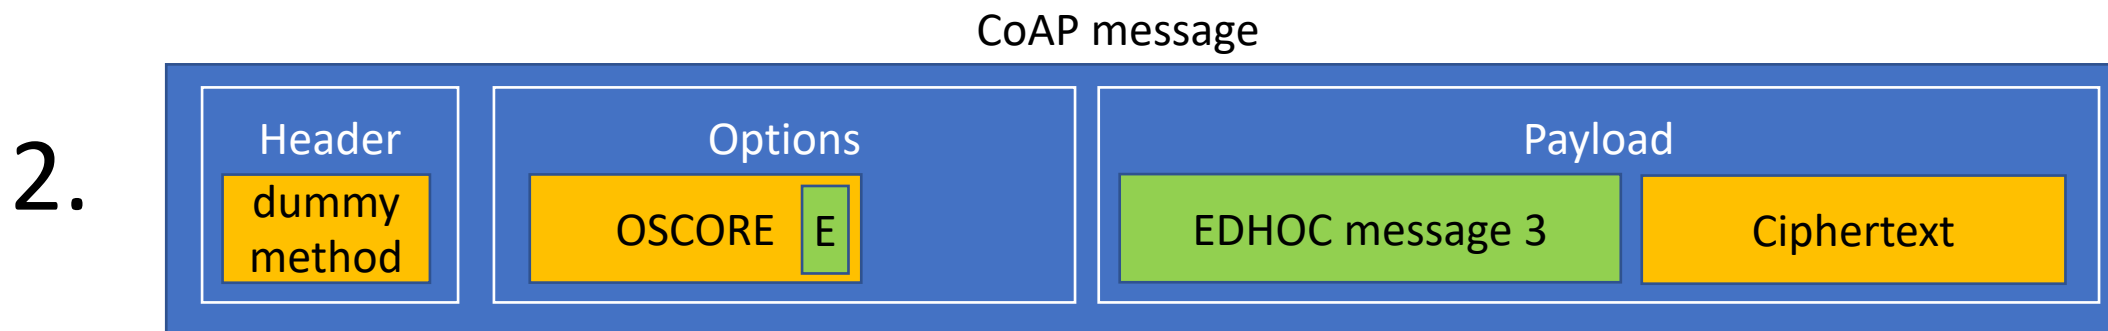 CoAP message
2.
Header
dummy
method
Options
OSCORE E
Payload
EDHOC message 3
Ciphertext